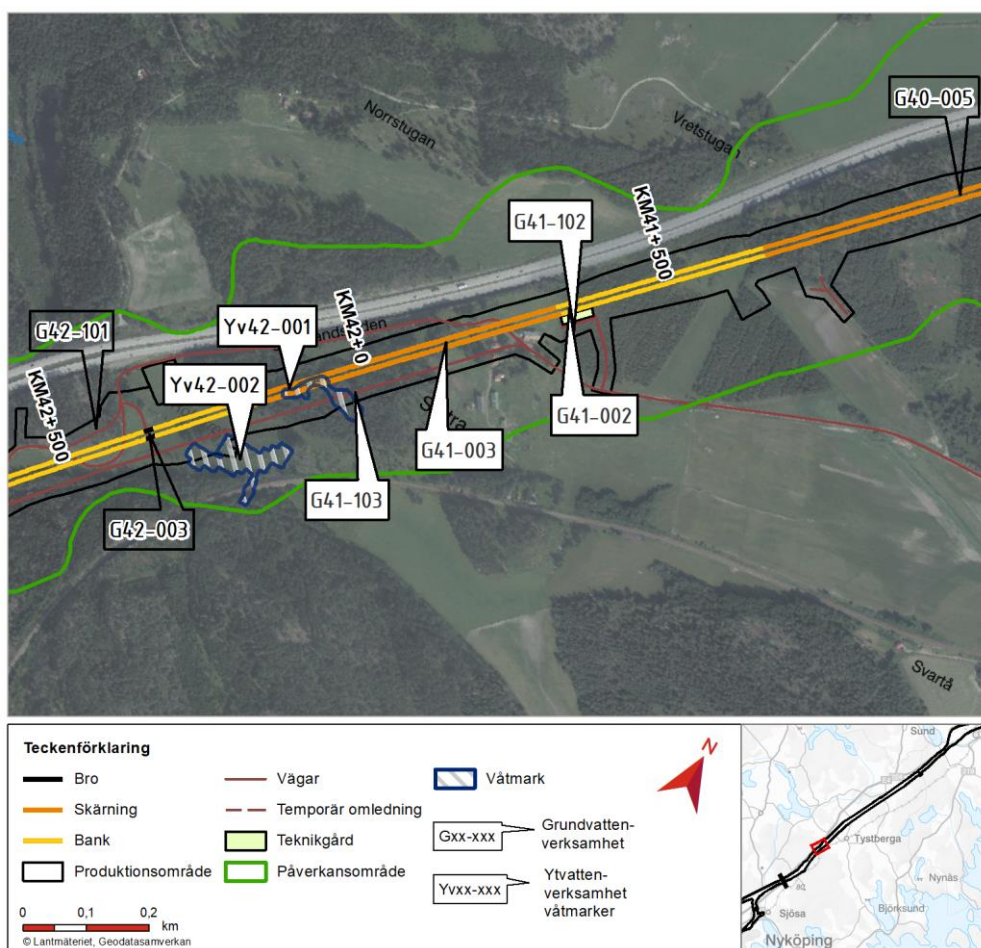 G40-005
Norrstugan
Vretstugan
G41-102
KM41+500
Yv42-001
KM42+0
G42-101
Yv42-002
KM42+500
G41-002
G41-003
G41-103
G42-003
Svartå
Teckenförklaring
Bro
Skärning
Bank
Produktionsområde
Vägar
Temporär omledning
Teknikgård
Påverkansområde
Våtmark
Gxx-xxx
Grundvatten-
verksamhet
Yvxx-xxx
Ytvatten-
verksamhet
våtmarker
N
0 0,1 0,2
km
© Lantmäteriet, Geodatasamverkan
Sund
Tystberga
Nynäs
Björksund
Sjösa
Nyköping